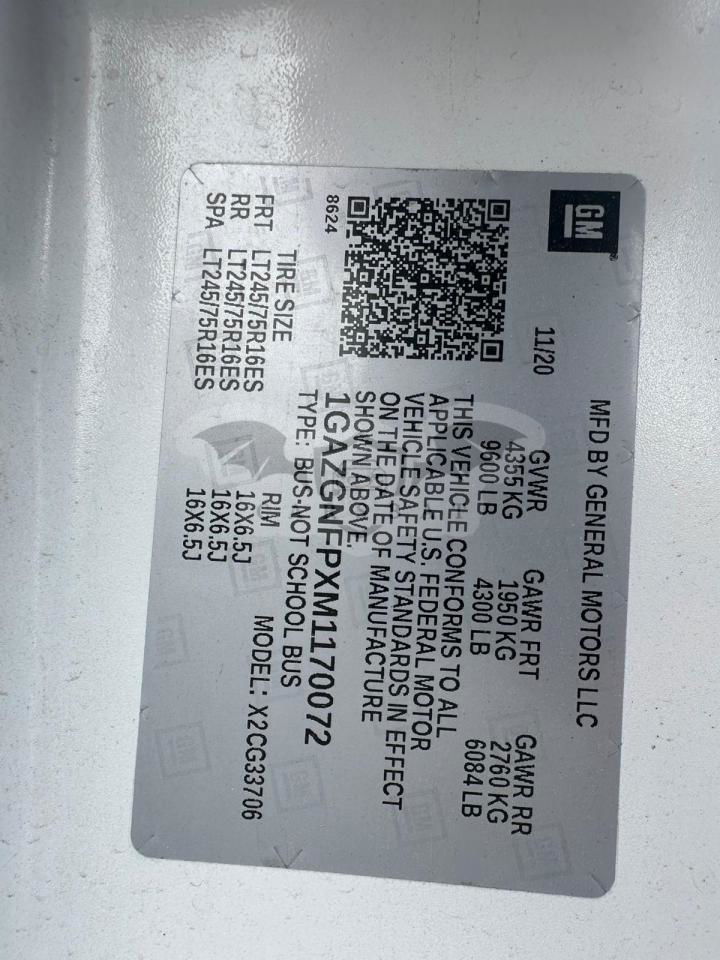 GM
MFD BY GENERAL MOTORS LLC
11/20
GVWR GAWR FRT GAWR RR
4355 KG 1950 KG 2760 KG
9600 LB 4300 LB 6084 LB
THIS VEHICLE CONFORMS TO ALL
APPLICABLE U.S. FEDERAL MOTOR
VEHICLE SAFETY STANDARDS IN EFFECT
ON THE DATE OF MANUFACTURE
SHOWN ABOVE.
8624
1GAZGNFPXM1170072
TYPE: BUS-NOT SCHOOL BUS
TIRE SIZE RIM MODEL: X2CG33706
FRT LT245/75R16ES 16X6.5J
RR LT245/75R16ES 16X6.5J
SPA LT245/75R16ES 16X6.5J